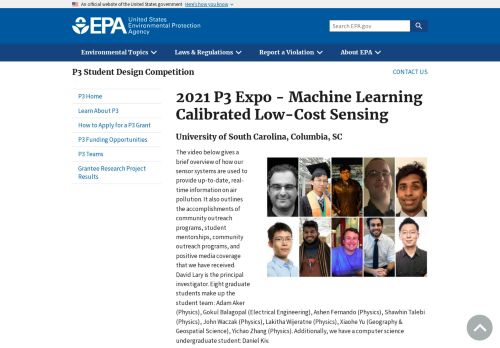 An official website of the United States government Here's how you know
EPA United States
Environmental Protection
Agency
Search EPA.gov
Environmental Topics Laws & Regulations Report a Violation About EPA
P3 Student Design Competition CONTACT US
P3 Home
Learn About P3
How to Apply for a P3 Grant
P3 Funding Opportunities
P3 Teams
Grantee Research Project
Results
2021 P3 Expo - Machine Learning
Calibrated Low-Cost Sensing
University of South Carolina, Columbia, SC
The video below gives a
brief overview of how our
sensor systems are used to
provide up-to-date, real-
time information on air
pollution. It also outlines
the accomplishments of
community outreach
programs, student
mentorships, community
outreach programs, and
positive media coverage
that we have received.
David Lary is the principal
investigator. Eight graduate
students make up the
student team: Adam Aker
(Physics), Gokul Balagopal (Electrical Engineering), Ashen Fernando (Physics), Shawhin Talebi
(Physics), John Waczak (Physics), Lakitha Wijeratne (Physics), Xiaohe Yu (Geography &
Geospatial Science), Yichao Zhang (Physics). Additionally, we have a computer science
undergraduate student: Daniel Kiv.